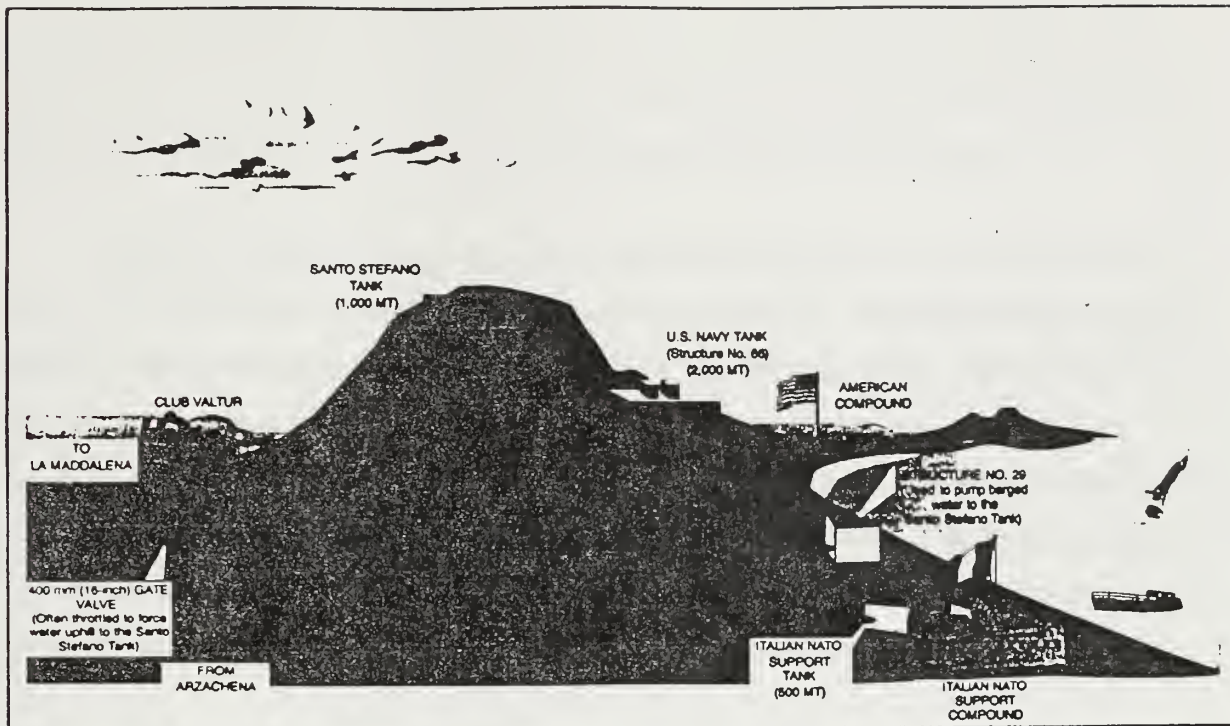 SANTO STEFANO
TANK
(1,000 MT)
U.S. NAVY TANK
(Structure No. 66)
(2,000 MT)
AMERICAN
COMPOUND
CLUB VALTUR
TO
LA MADDALENA
STRUCTURE NO. 29
(Used to pump barged
water to the
Santo Stefano Tank)
400 mm (16-inch) GATE
VALVE
(Often throttled to force
water uphill to the Santo
Stefano Tank)
FROM
ARZACHENA
ITALIAN NATO
SUPPORT
TANK
(500 MT)
ITALIAN NATO
SUPPORT
COMPOUND